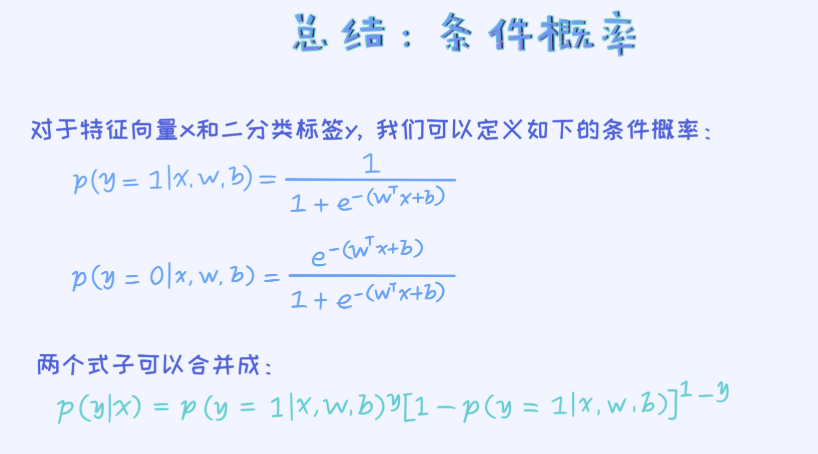 总结：条件概率
对于特征向量x和二分类标签y，我们可以定义如下的条件概率：
p(y = 1|x,w,b) = \frac{1}{1 + e^{-(w^T x+b)}}
p(y = 0|x,w,b) = \frac{e^{-(w^T x+b)}}{1 + e^{-(w^T x+b)}}
两个式子可以合并成：
p(y|x) = p(y = 1|x,w,b)^y[1 − p(y = 1|x,w,b)]^{1−y}